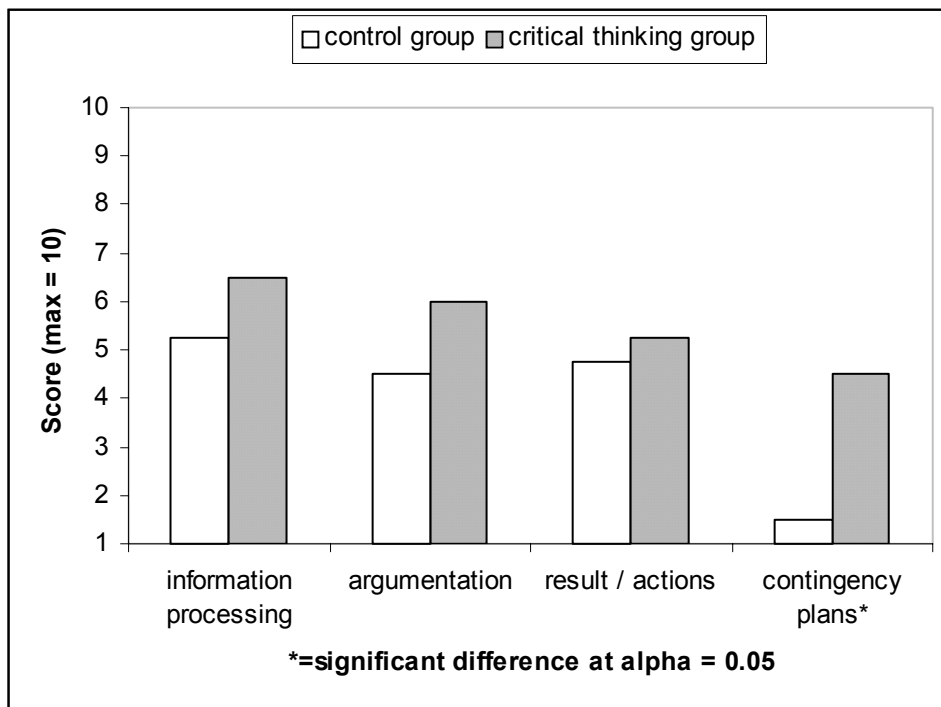 control group critical thinking group
10
9
8
7
6
5
4
3
2
1
Score (max = 10)
information processing
argumentation
result / actions
contingency plans*
*=significant difference at alpha = 0.05